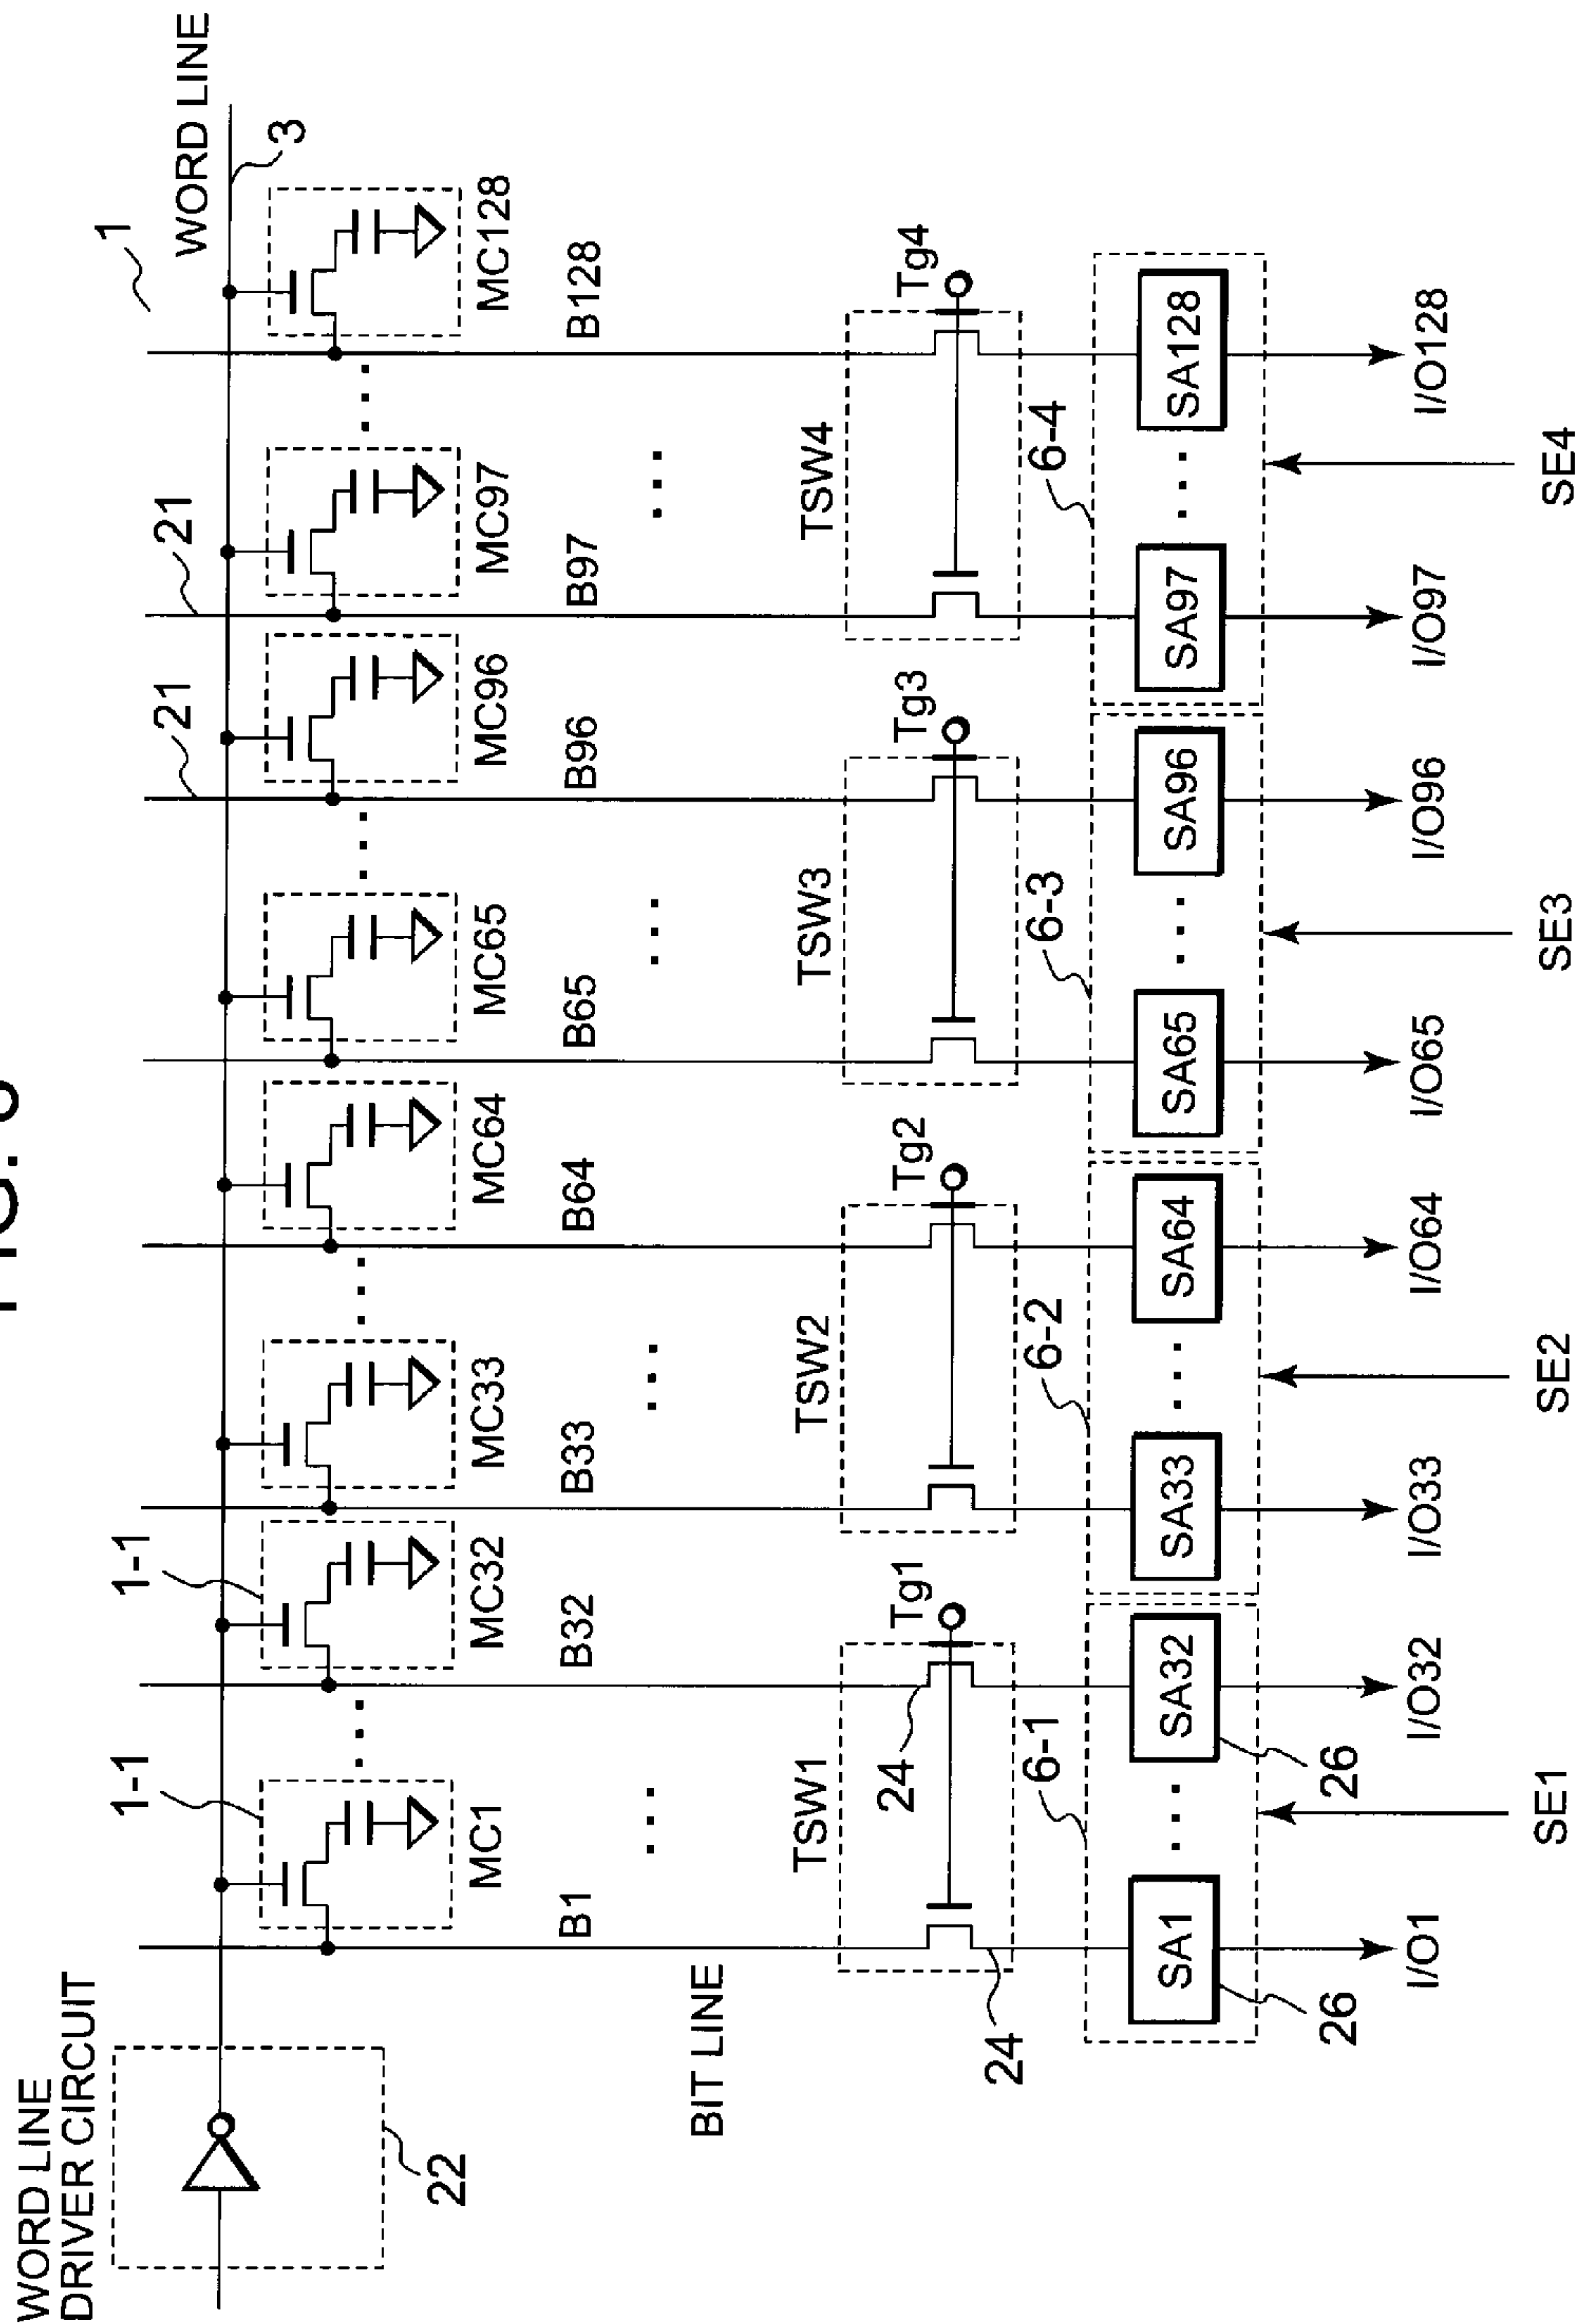 WORD LINE
DRIVER CIRCUIT
22
1
WORD LINE
3
1-1
1-1
21
21
MC1
MC32
MC33
MC64
MC65
MC96
MC97
MC128
B1
B32
B33
B64
B65
B96
B97
B128
BIT LINE
TSW1
TSW2
TSW3
TSW4
24
24
Tg1
Tg2
Tg3
Tg4
6-1
6-2
6-3
6-4
SA1
SA32
SA33
SA64
SA65
SA96
SA97
SA128
26
26
I/O1
I/O32
I/O33
I/O64
I/O65
I/O96
I/O97
I/O128
SE1
SE2
SE3
SE4